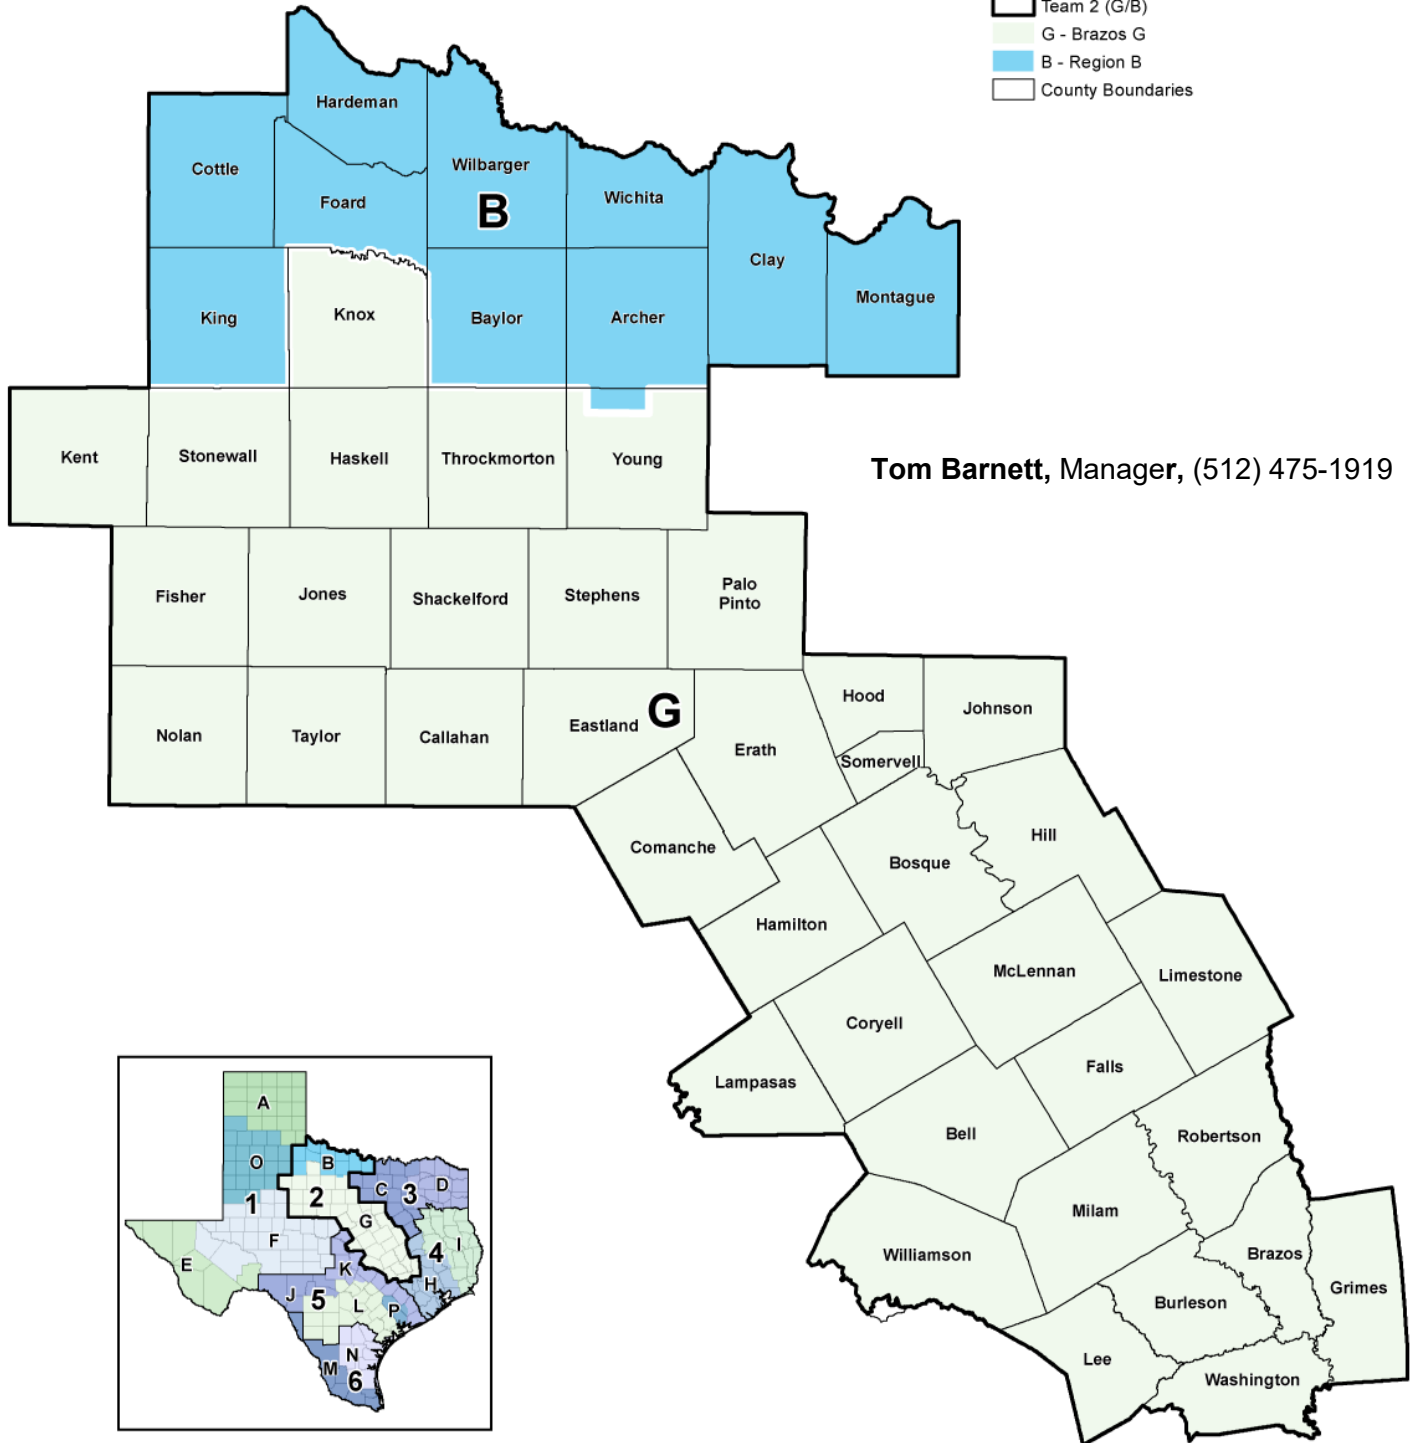 Team 2 (G/B)
G - Brazos G
B - Region B
County Boundaries
Hardeman
Cottle
Wilbarger
Foard
B
Wichita
Clay
Montague
King
Knox
Baylor
Archer
Kent
Stonewall
Haskell
Throckmorton
Young
Tom Barnett, Manager, (512) 475-1919
Fisher
Jones
Shackelford
Stephens
Palo
Pinto
Nolan
Taylor
Callahan
Eastland
G
Erath
Hood
Johnson
Somervell
Comanche
Bosque
Hill
Hamilton
McLennan
Limestone
Coryell
Falls
Lampasas
Bell
Robertson
Milam
Williamson
Brazos
Grimes
Burleson
Lee
Washington
A
O
B
C
3
D
1
2
G
F
E
4
I
K
H
J
5
L
P
N
M
6